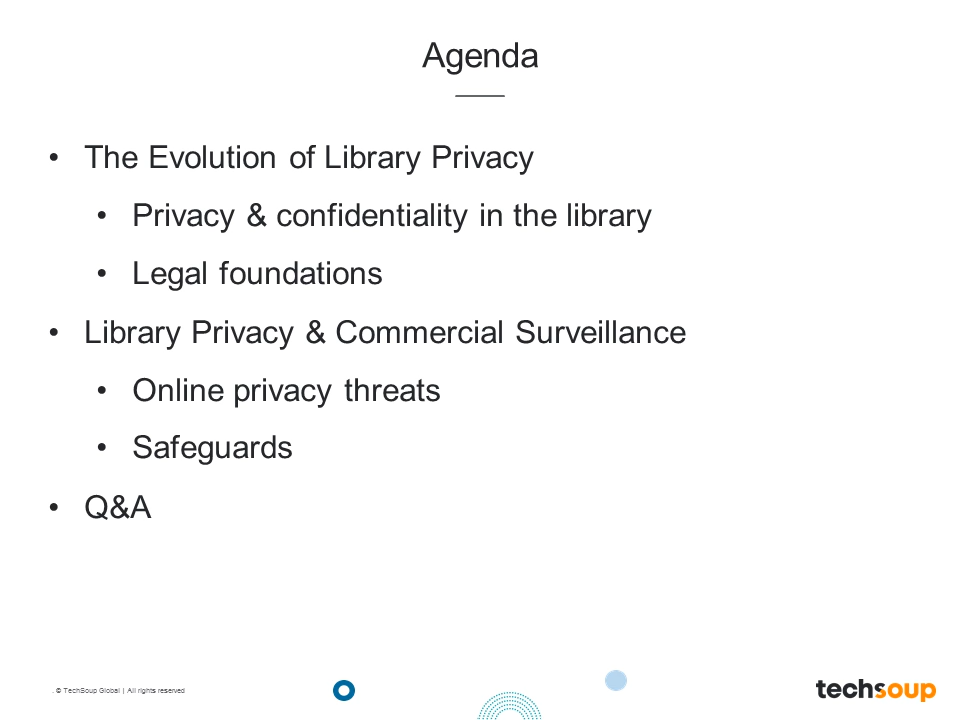 Agenda
• The Evolution of Library Privacy
• Privacy & confidentiality in the library
• Legal foundations
• Library Privacy & Commercial Surveillance
• Online privacy threats
• Safeguards
• Q&A
. © TechSoup Global | All rights reserved
techsoup